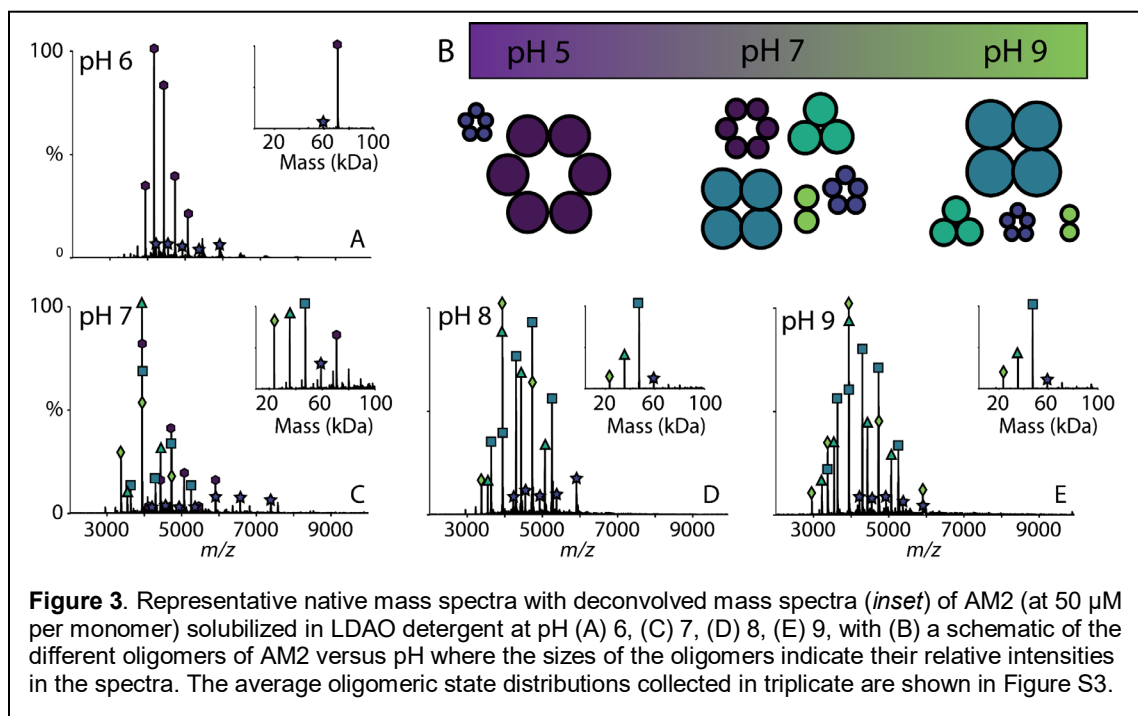 100
pH 6
%
0
20 60 100
Mass (kDa)
A
B
pH 5 pH 7 pH 9
100
pH 7
%
0
20 60 100
Mass (kDa)
C
3000 5000 7000 9000
m/z
pH 8
20 60 100
Mass (kDa)
D
3000 5000 7000 9000
m/z
pH 9
20 60 100
Mass (kDa)
E
3000 5000 7000 9000
m/z
Figure 3. Representative native mass spectra with deconvolved mass spectra (inset) of AM2 (at 50 µM
per monomer) solubilized in LDAO detergent at pH (A) 6, (C) 7, (D) 8, (E) 9, with (B) a schematic of the
different oligomers of AM2 versus pH where the sizes of the oligomers indicate their relative intensities
in the spectra. The average oligomeric state distributions collected in triplicate are shown in Figure S3.